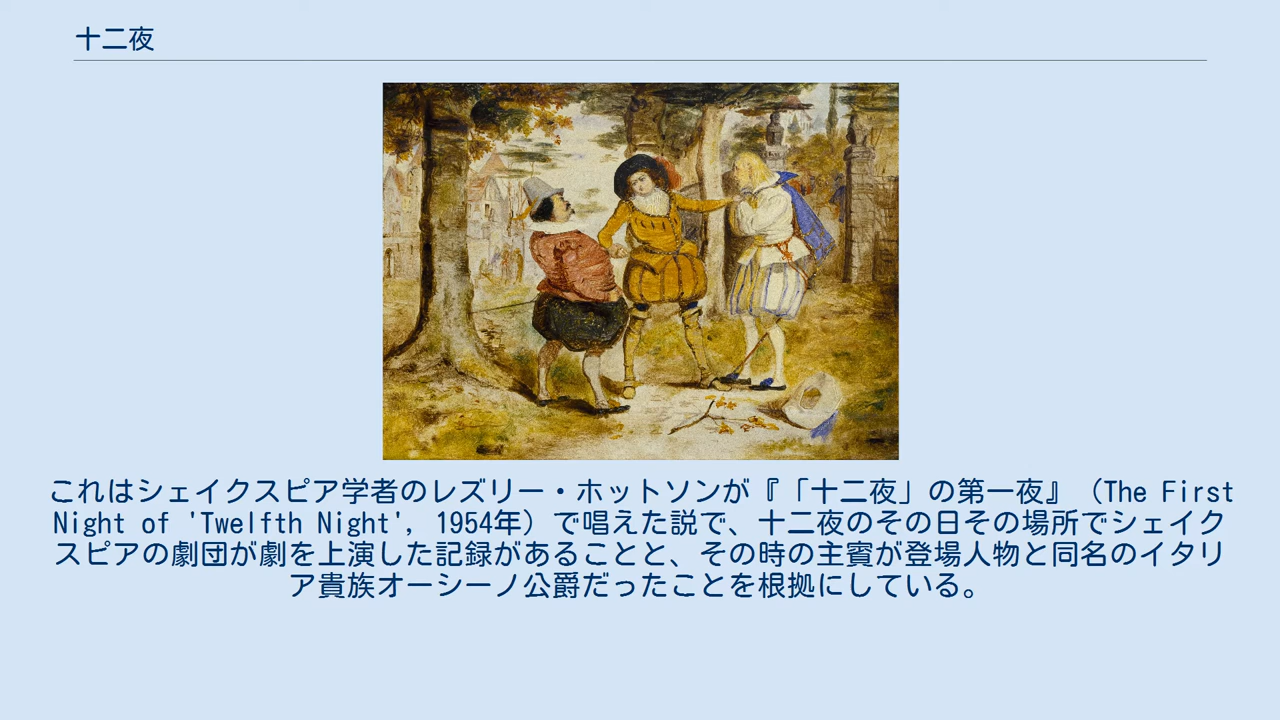 十二夜
これはシェイクスピア学者のレズリー・ホットソンが『「十二夜」の第一夜』（The First
Night of 'Twelfth Night', 1954年）で唱えた説で、十二夜のその日その場所でシェイク
スピアの劇団が劇を上演した記録があることと、その時の主賓が登場人物と同名のイタリ
ア貴族オーシーノ公爵だったことを根拠にしている。